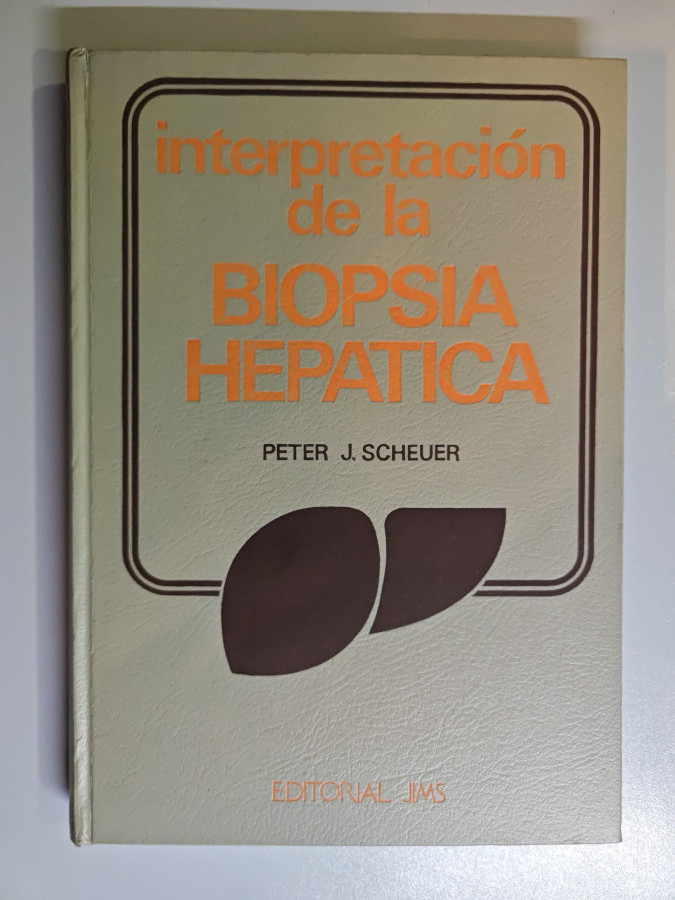 interpretación
de la
BIOPSIA
HEPATICA
PETER J. SCHEUER
EDITORIAL JIMS